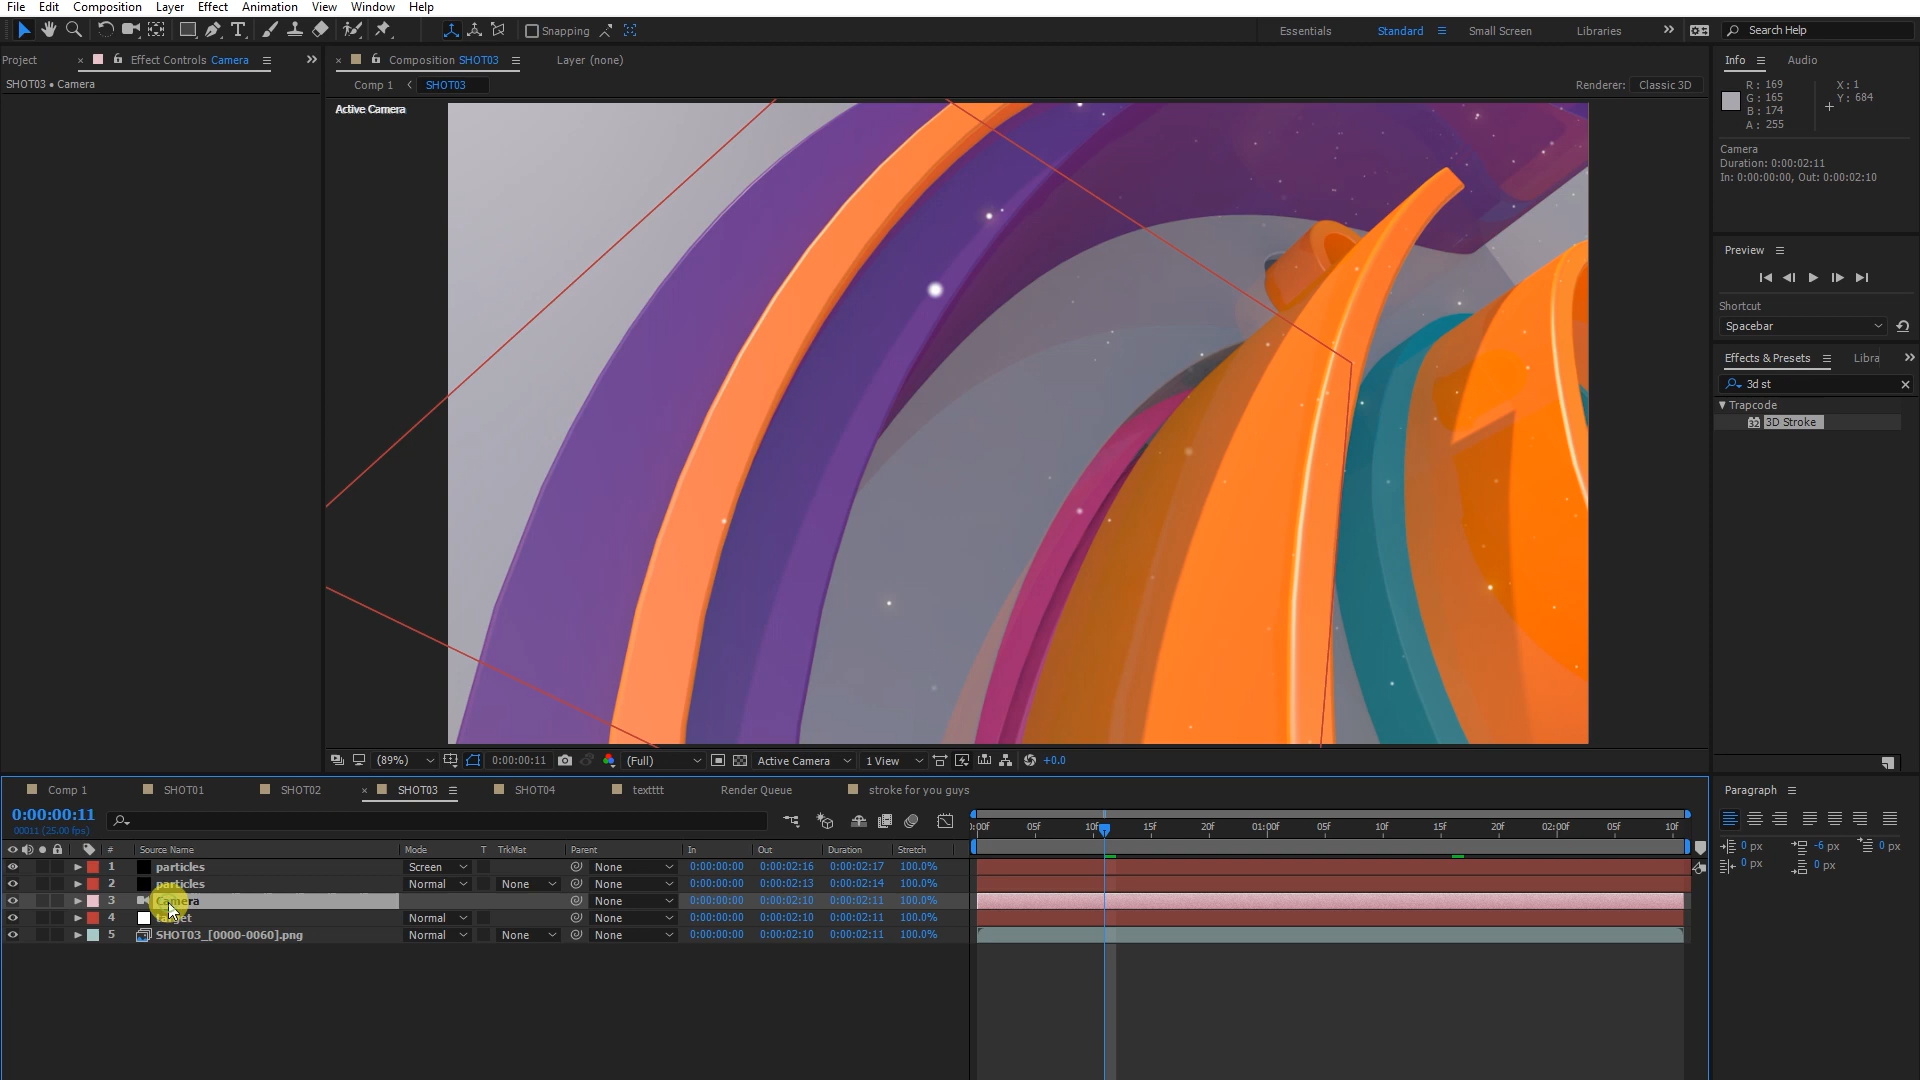 File Edit Composition Layer Effect Animation View Window Help
Snapping
Essentials Standard Small Screen Libraries
Search Help
Project Effect Controls Camera
SHOT03 • Camera
Composition SHOT03 Layer (none)
Comp 1 SHOT03 Renderer: Classic 3D
Active Camera
Info Audio
R: 169 X: 1
G: 165 Y: 684
B: 174
A: 255
Camera
Duration: 0:00:02:11
In: 0:00:00:00, Out: 0:00:02:10
Preview
Shortcut
Spacebar
Effects & Presets Libra
3d st
Trapcode
32 3D Stroke
(89%) 0:00:00:11 (Full) Active Camera 1 View +0.0
Comp 1 SHOT01 SHOT02 SHOT03 SHOT04 textttt Render Queue stroke for you guys
0:00:00:11
00011 (25.00 fps)
):00f 05f 10f 15f 20f 01:00f 05f 10f 15f 20f 02:00f 05f 10f
# Source Name Mode T TrkMat Parent In Out Duration Stretch
1 particles Screen None 0:00:00:00 0:00:02:16 0:00:02:17 100.0%
2 particles Normal None None 0:00:00:00 0:00:02:13 0:00:02:14 100.0%
3 Camera None 0:00:00:00 0:00:02:10 0:00:02:11 100.0%
4 target Normal None 0:00:00:00 0:00:02:10 0:00:02:11 100.0%
5 SHOT03_[0000-0060].png Normal None None 0:00:00:00 0:00:02:10 0:00:02:11 100.0%
Paragraph
0 px -6 px 0 px
0 px 0 px